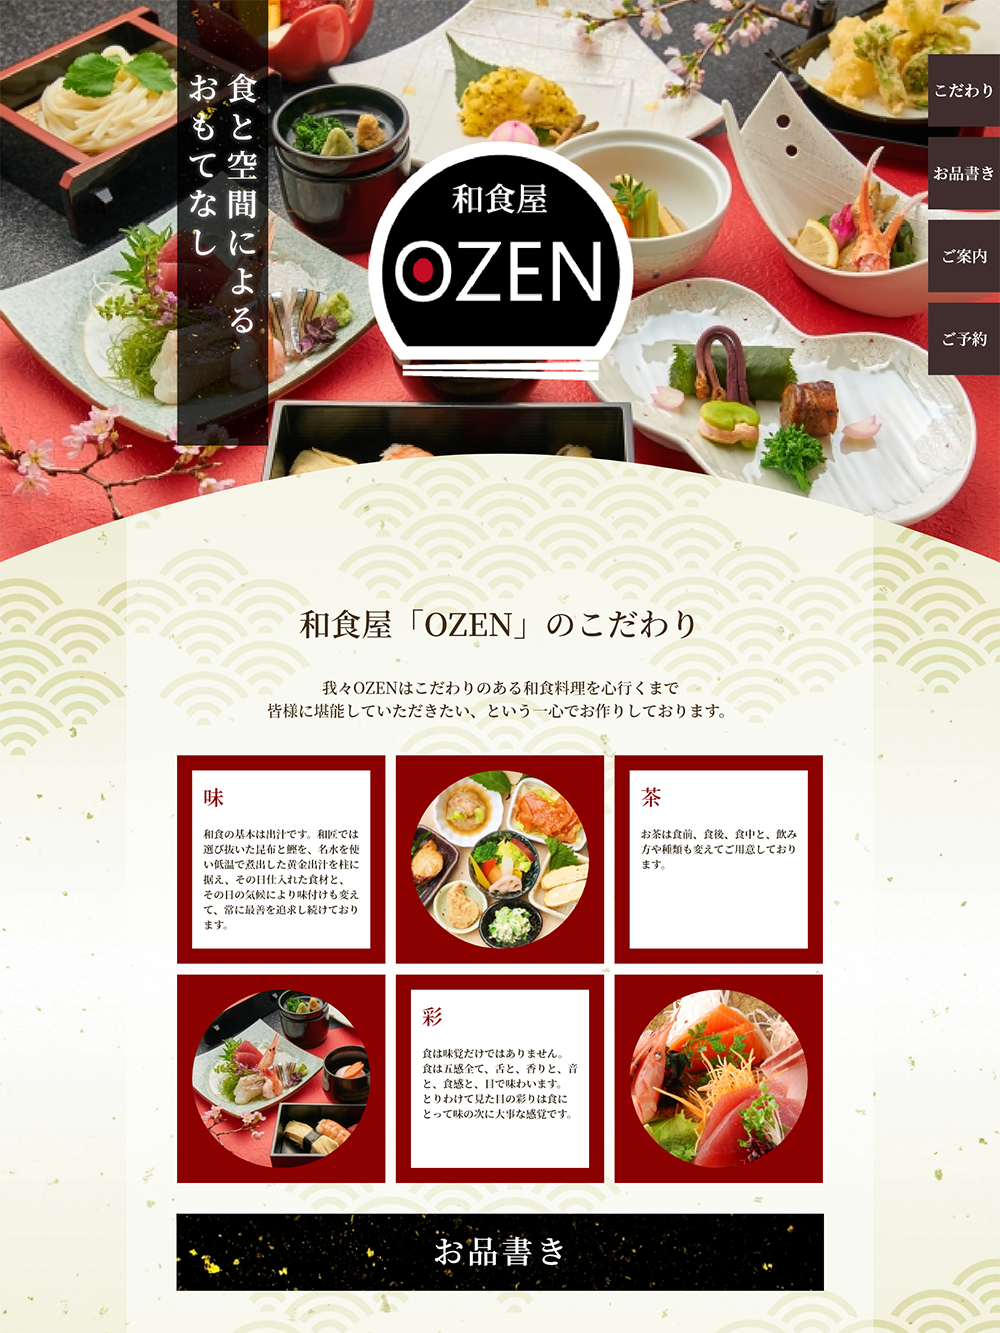 食と空間による
おもてなし
和食屋
OZEN
こだわり
お品書き
ご案内
ご予約
和食屋「OZEN」のこだわり
我々OZENはこだわりのある和食料理を心行くまで
皆様に堪能していただきたい、という一心でお作りしております。
味
和食の基本は出汁です。和匠では
選び抜いた昆布と鰹を、名水を使
い低温で煮出した黄金出汁を柱に
据え、その日仕入れた食材と、
その日の気候により味付けも変え
て、常に最善を追求し続けており
ます。
茶
お茶は食前、食後、食中と、飲み
方や種類も変えてご用意しており
ます。
彩
食は味覚だけではありません。
食は五感全て、舌と、香りと、音
と、食感と、目で味わいます。
とりわけて見た目の彩りは食に
とって味の次に大事な感覚です。
お品書き